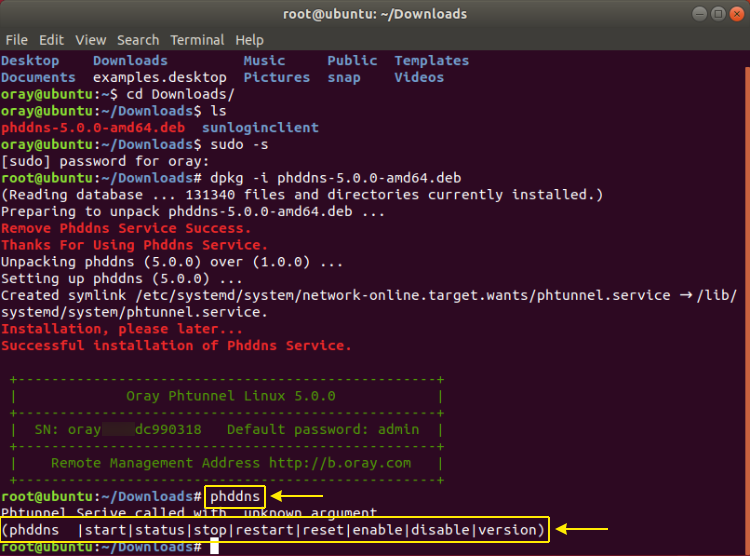 root@ubuntu: ~/Downloads
File Edit View Search Terminal Help
Desktop Downloads Music Public Templates
Documents examples.desktop Pictures snap Videos
oray@ubuntu:~$ cd Downloads/
oray@ubuntu:~/Downloads$ ls
phddns-5.0.0-amd64.deb sunloginclient
oray@ubuntu:~/Downloads$ sudo -s
[sudo] password for oray:
root@ubuntu:~/Downloads# dpkg -i phddns-5.0.0-amd64.deb
(Reading database ... 131340 files and directories currently installed.)
Preparing to unpack phddns-5.0.0-amd64.deb ...
Remove Phddns Service Success.
Thanks For Using Phddns Service.
Unpacking phddns (5.0.0) over (1.0.0) ...
Setting up phddns (5.0.0) ...
Created symlink /etc/systemd/system/network-online.target.wants/phtunnel.service → /lib/
systemd/system/phtunnel.service.
Installation, please later...
Successful installation of Phddns Service.
+--------------------------------------------------+
| Oray Phtunnel Linux 5.0.0 |
+--------------------------------------------------+
| SN: oray dc990318 Default password: admin |
+--------------------------------------------------+
| Remote Management Address http://b.oray.com |
+--------------------------------------------------+
root@ubuntu:~/Downloads# phddns
Phtunnel Serive called with unknown argument
(phddns |start|status|stop|restart|reset|enable|disable|version)
root@ubuntu:~/Downloads#